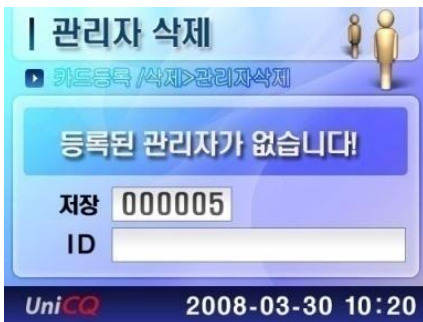 관리자 삭제
카드등록 /삭제>관리자삭제
등록된 관리자가 없습니다!
저장 000005
ID
UniCQ 2008-03-30 10:20